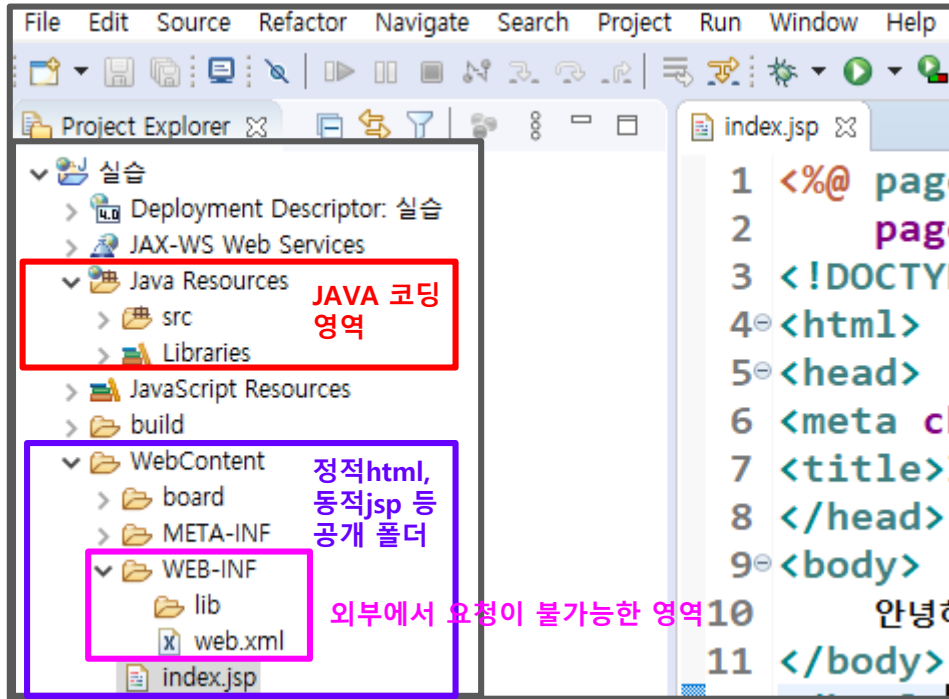 File Edit Source Refactor Navigate Search Project Run Window Help
Project Explorer
index.jsp
실습
Deployment Descriptor: 실습
JAX-WS Web Services
Java Resources
src
Libraries
JAVA 코딩
영역
JavaScript Resources
build
WebContent
board
META-INF
정적html,
동적jsp 등
공개 폴더
WEB-INF
lib
web.xml
외부에서 요청이 불가능한 영역
index.jsp
1 <%@ page
2 page
3 <!DOCTY
4 <html>
5 <head>
6 <meta c
7 <title>
8 </head>
9 <body>
10 안녕
11 </body>